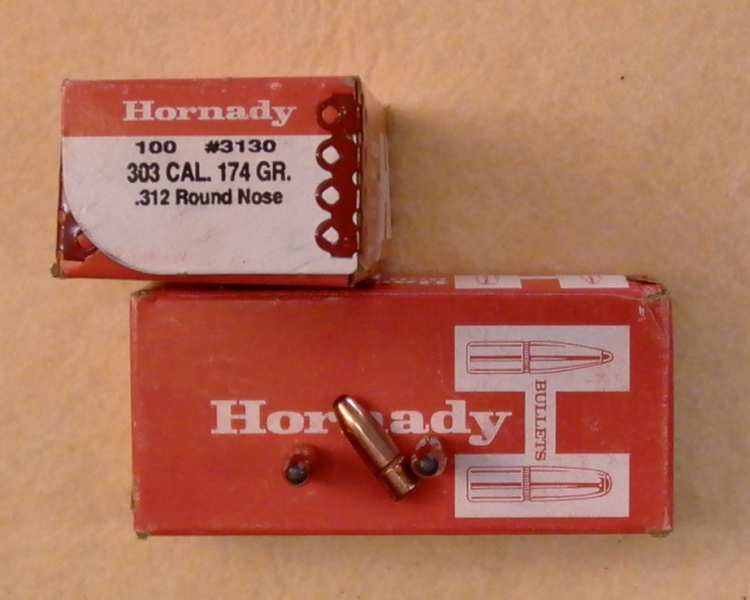 Hornady
100 #3130
303 CAL. 174 GR.
.312 Round Nose
Hornady
BULLETS